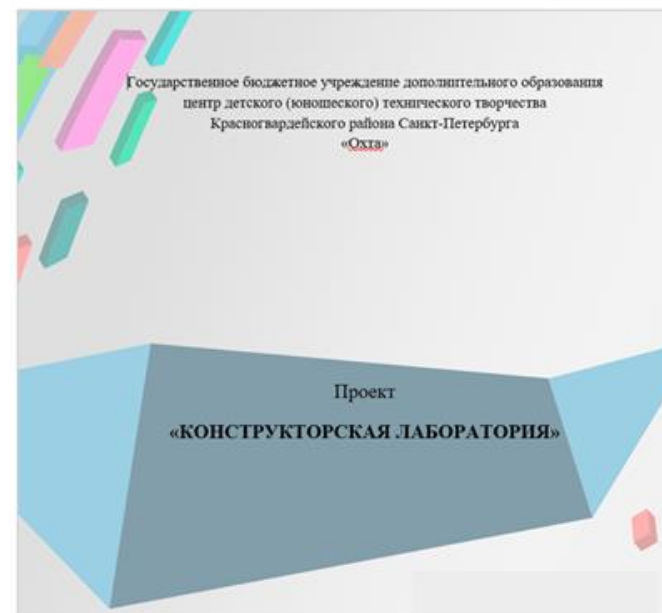 Государственное бюджетное учреждение дополнительного образования
центр детского (юношеского) технического творчества
Красногвардейского района Санкт-Петербурга
«Охта»
Проект
«КОНСТРУКТОРСКАЯ ЛАБОРАТОРИЯ»